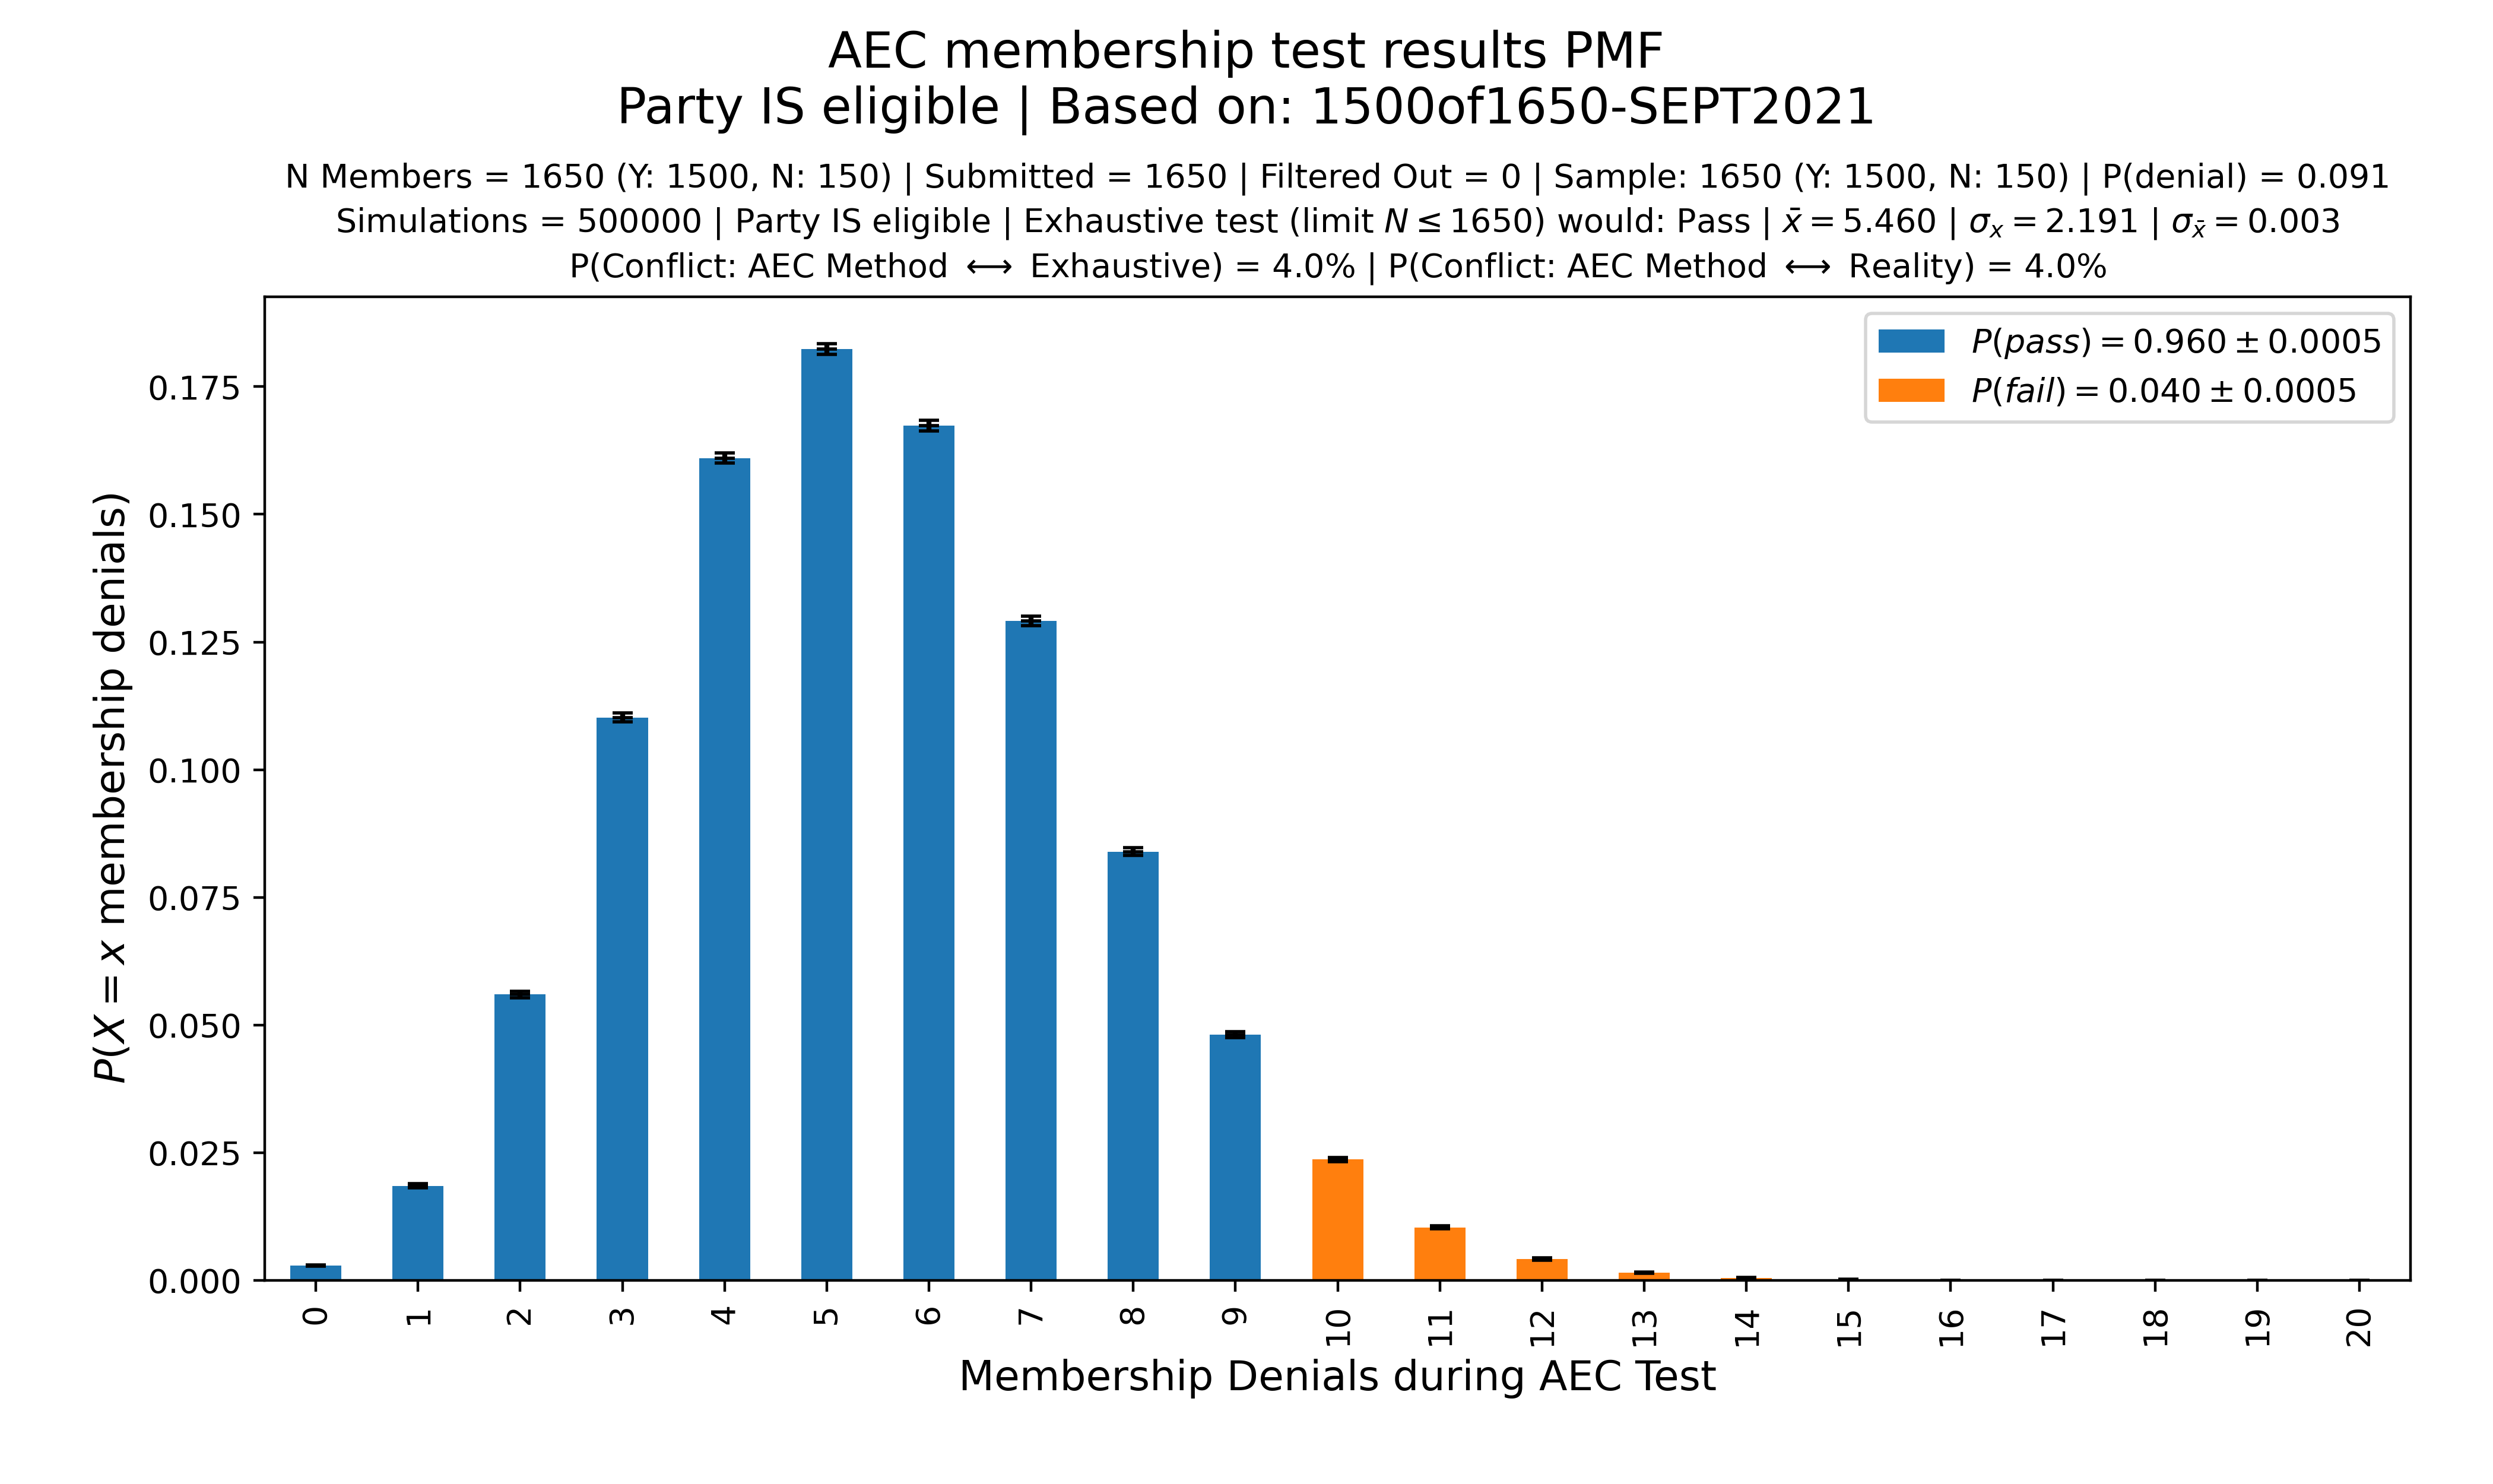 AEC membership test results PMF
Party IS eligible | Based on: 1500of1650-SEPT2021
N Members = 1650 (Y: 1500, N: 150) | Submitted = 1650 | Filtered Out = 0 | Sample: 1650 (Y: 1500, N: 150) | P(denial) = 0.091
Simulations = 500000 | Party IS eligible | Exhaustive test (limit N ≤ 1650) would: Pass | x̄ = 5.460 | σₓ = 2.191 | σ_x̄ = 0.003
P(Conflict: AEC Method ⟷ Exhaustive) = 4.0% | P(Conflict: AEC Method ⟷ Reality) = 4.0%
P(pass) = 0.960 ± 0.0005
P(fail) = 0.040 ± 0.0005
P(X = x membership denials)
0.175
0.150
0.125
0.100
0.075
0.050
0.025
0.000
0 1 2 3 4 5 6 7 8 9 10 11 12 13 14 15 16 17 18 19 20
Membership Denials during AEC Test